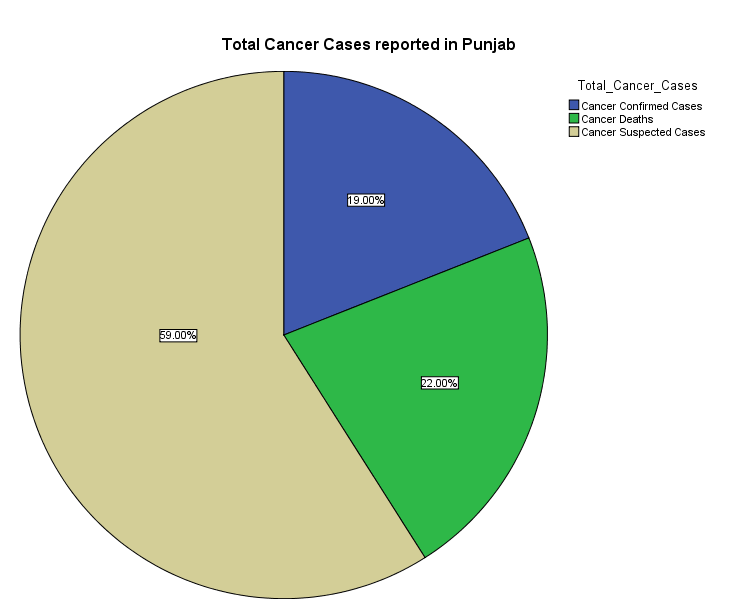 Total Cancer Cases reported in Punjab
Total_Cancer_Cases
Cancer Confirmed Cases
Cancer Deaths
Cancer Suspected Cases
19.00%
59.00%
22.00%